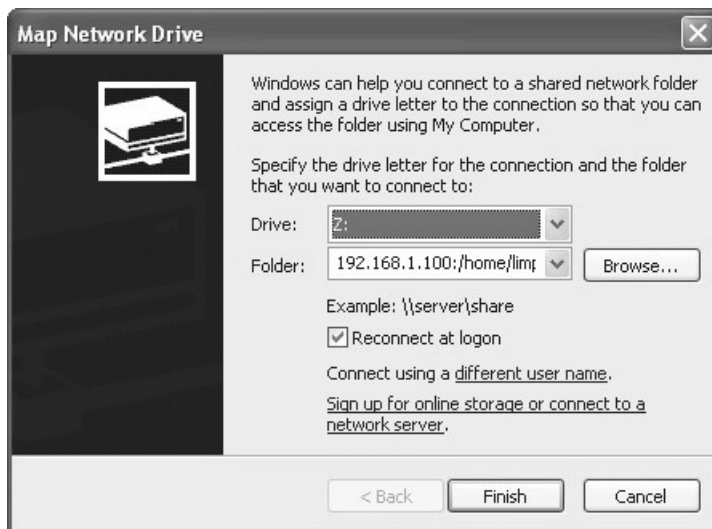 Map Network Drive
Windows can help you connect to a shared network folder
and assign a drive letter to the connection so that you can
access the folder using My Computer.
Specify the drive letter for the connection and the folder
that you want to connect to:
Drive: Z:
Folder: 192.168.1.100:/home/limp Browse...
Example: \\server\share
Reconnect at logon
Connect using a different user name.
Sign up for online storage or connect to a
network server.
< Back Finish Cancel